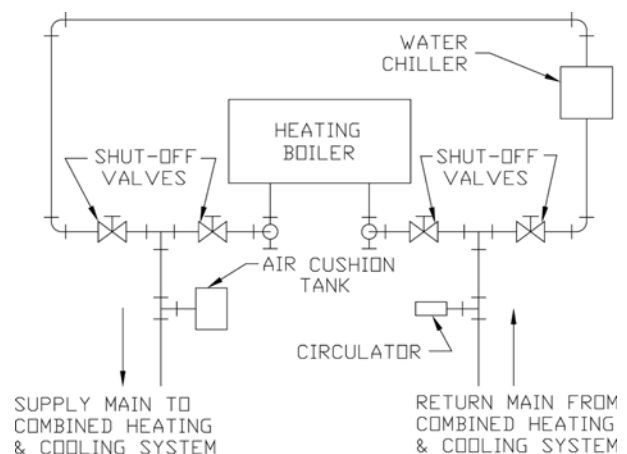 WATER
CHILLER
HEATING
BOILER
SHUT-OFF
VALVES
SHUT-OFF
VALVES
AIR CUSHION
TANK
CIRCULATOR
SUPPLY MAIN TO
COMBINED HEATING
& COOLING SYSTEM
RETURN MAIN FROM
COMBINED HEATING
& COOLING SYSTEM